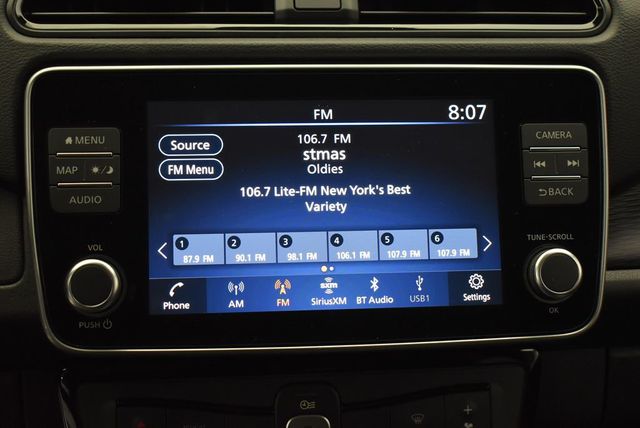 FM 8:07
MENU
MAP
AUDIO
VOL
PUSH
Source
FM Menu
106.7 FM
stmas
Oldies
106.7 Lite-FM New York's Best
Variety
1 2 3 4 5 6
87.9 FM 90.1 FM 98.1 FM 106.1 FM 107.9 FM 107.9 FM
Phone AM FM SiriusXM BT Audio USB1 Settings
sxm
CAMERA
BACK
TUNE·SCROLL
OK